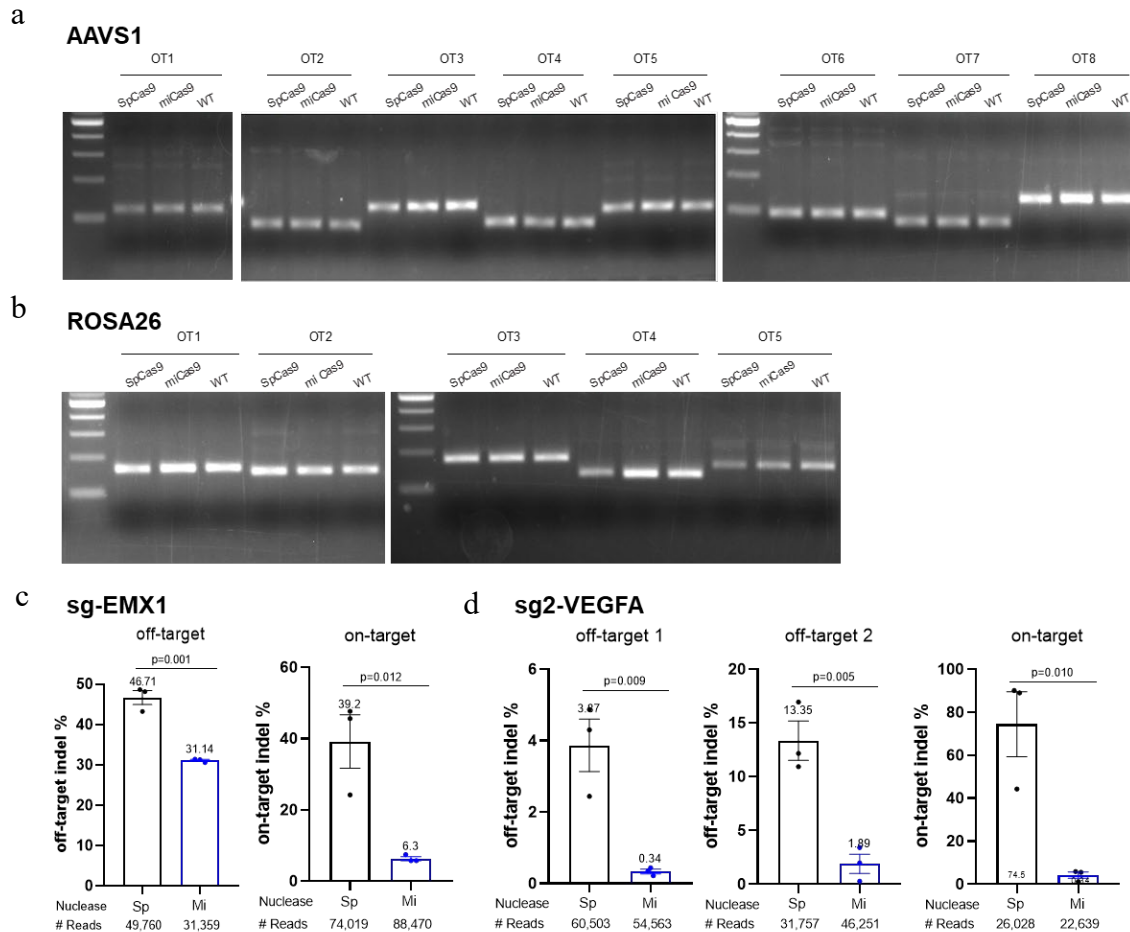 a
AAVS1
OT1 OT2 OT3 OT4 OT5 OT6 OT7 OT8
SpCas9 miCas9 WT SpCas9 miCas9 WT SpCas9 miCas9 WT SpCas9 miCas9 WT SpCas9 mi Cas9 WT SpCas9 miCas9 WT SpCas9 miCas9 WT SpCas9 miCas9 WT
b
ROSA26
OT1 OT2 OT3 OT4 OT5
SpCas9 miCas9 WT SpCas9 mi Cas9 WT SpCas9 miCas9 WT SpCas9 miCas9 WT SpCas9 miCas9 WT
c
sg-EMX1
off-target
p=0.001
off-target indel %
50
40
30
20
10
0
46.71
31.14
Nuclease Sp Mi
# Reads 49,760 31,359
on-target
p=0.012
on-target indel %
60
40
20
0
39.2
6.3
Nuclease Sp Mi
# Reads 74,019 88,470
d
sg2-VEGFA
off-target 1
p=0.009
off-target indel %
6
4
2
0
3.87
0.34
Nuclease Sp Mi
# Reads 60,503 54,563
off-target 2
p=0.005
off-target indel %
20
15
10
5
0
13.35
1.89
Nuclease Sp Mi
# Reads 31,757 46,251
on-target
p=0.010
on-target indel %
100
80
60
40
20
0
74.5
Nuclease Sp Mi
# Reads 26,028 22,639